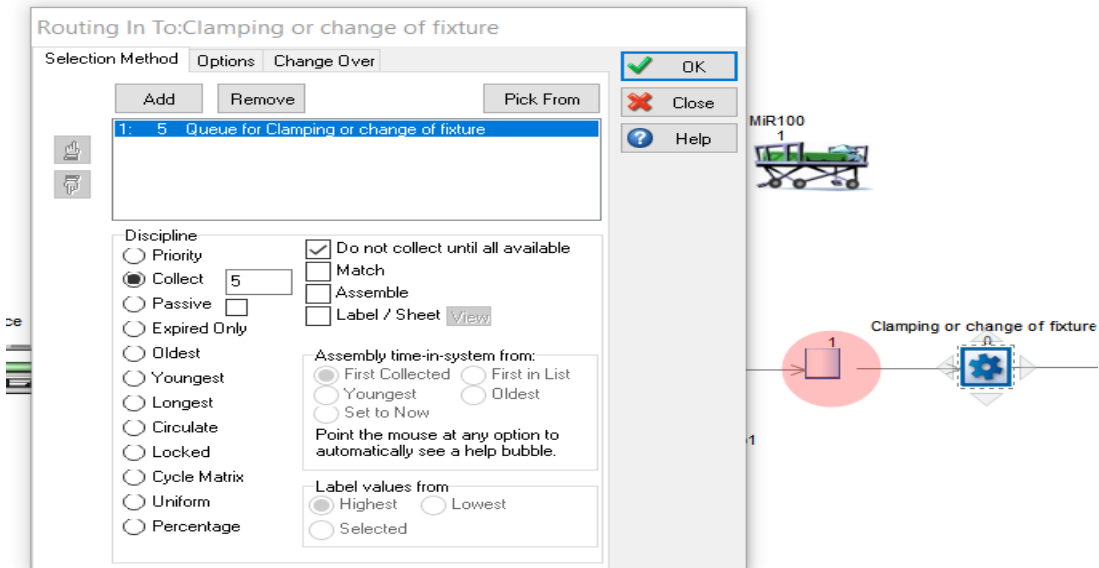 Routing In To:Clamping or change of fixture
Selection Method Options Change Over
Add Remove Pick From
1: 5 Queue for Clamping or change of fixture
OK
Close
Help
Discipline
Priority
Collect 5
Passive
Expired Only
Oldest
Youngest
Longest
Circulate
Locked
Cycle Matrix
Uniform
Percentage
Do not collect until all available
Match
Assemble
Label / Sheet View
Assembly time-in-system from:
First Collected First in List
Youngest Oldest
Set to Now
Point the mouse at any option to
automatically see a help bubble.
Label values from
Highest Lowest
Selected
MiR100
1
ce
Clamping or change of fixture
1
0